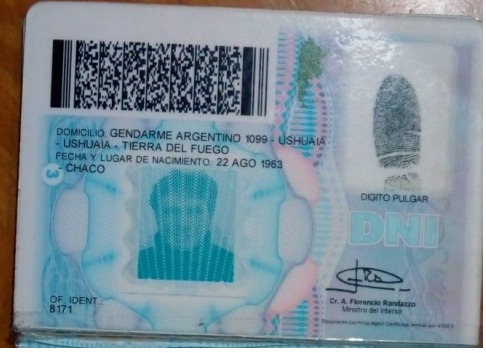 DOMICILIO: GENDARME ARGENTINO 1099 - USHUAIA
- USHUAIA - TIERRA DEL FUEGO
FECHA Y LUGAR DE NACIMIENTO: 22 AGO 1963
- CHACO
3
DIGITO PULGAR
DNI
OF. IDENT
8171
Cr. A. Florencio Randazzo
Ministro del Interior